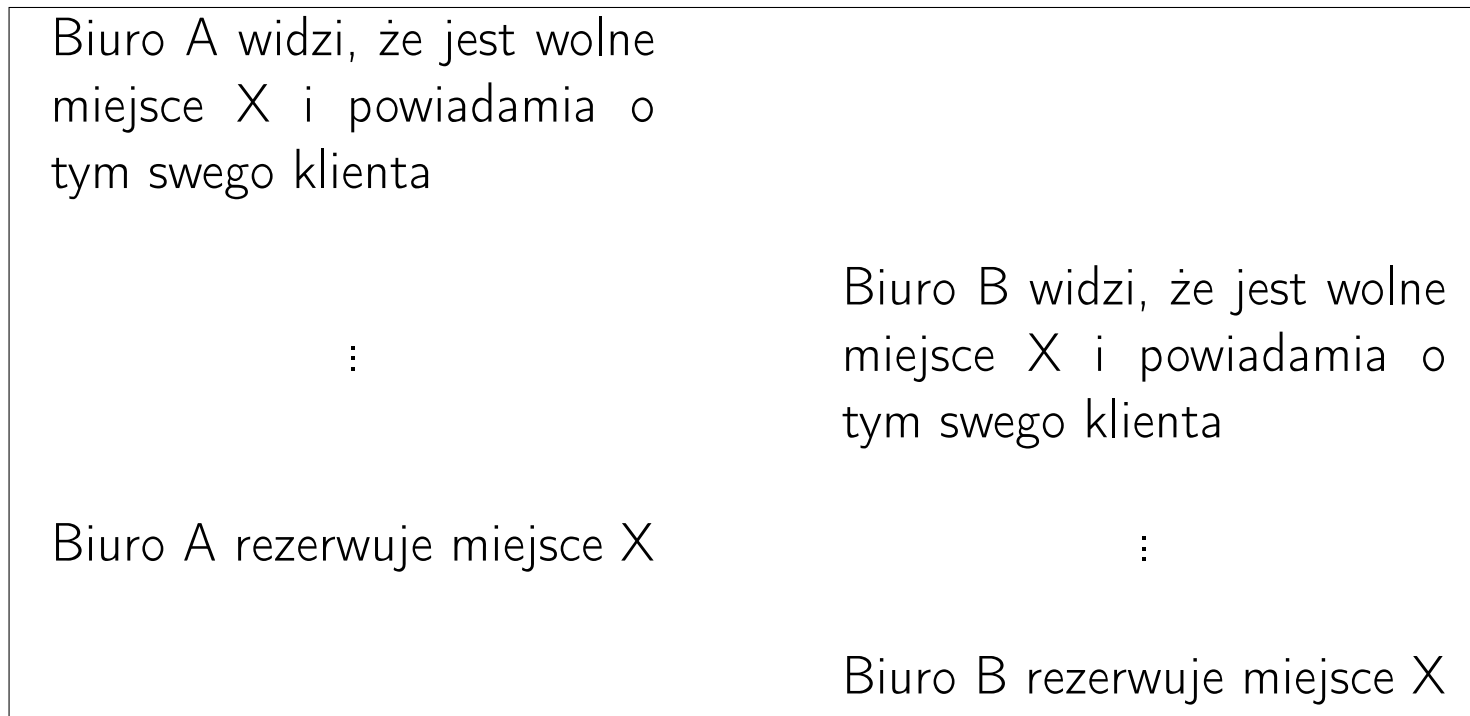 Biuro A widzi, że jest wolne
miejsce X i powiadamia o
tym swego klienta
Biuro B widzi, że jest wolne
⋮
miejsce X i powiadamia o
tym swego klienta
Biuro A rezerwuje miejsce X
⋮
Biuro B rezerwuje miejsce X